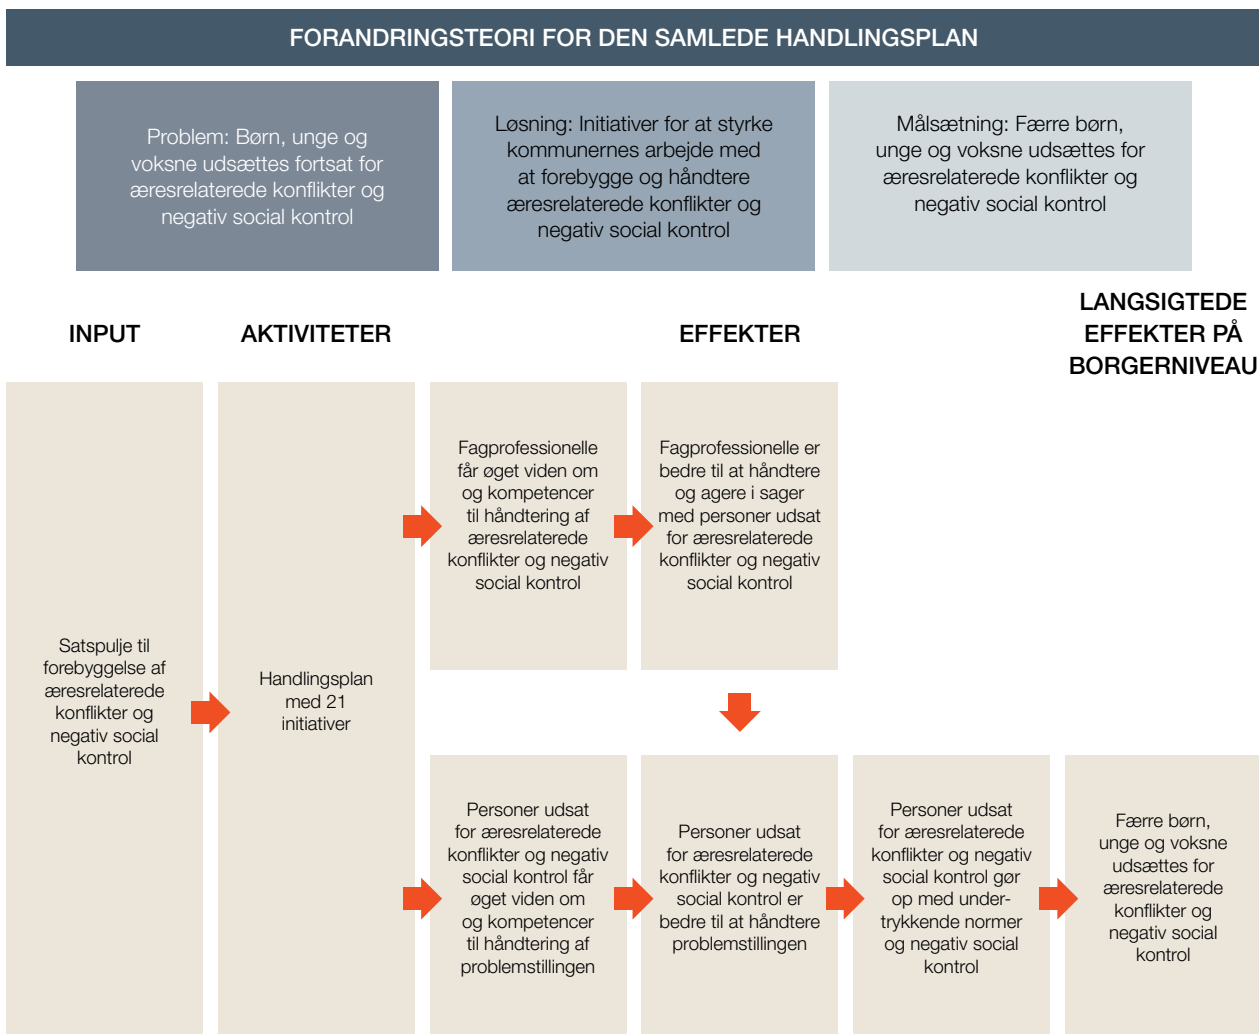 FORANDRINGSTEORI FOR DEN SAMLEDE HANDLINGSPLAN
Problem: Børn, unge og
voksne udsættes fortsat for
æresrelaterede konflikter og
negativ social kontrol
Løsning: Initiativer for at styrke
kommunernes arbejde med
at forebygge og håndtere
æresrelaterede konflikter og
negativ social kontrol
Målsætning: Færre børn,
unge og voksne udsættes for
æresrelaterede konflikter og
negativ social kontrol
INPUT
AKTIVITETER
EFFEKTER
LANGSIGTEDE
EFFEKTER PÅ
BORGERNIVEAU
Satspulje til
forebyggelse af
æresrelaterede
konflikter og
negativ social
kontrol
Handlingsplan
med 21
initiativer
Fagprofessionelle
får øget viden om
og kompetencer
til håndtering af
æresrelaterede
konflikter og negativ
social kontrol
Fagprofessionelle er
bedre til at håndtere
og agere i sager
med personer udsat
for æresrelaterede
konflikter og negativ
social kontrol
Personer udsat
for æresrelaterede
konflikter og negativ
social kontrol får
øget viden om
og kompetencer
til håndtering af
problemstillingen
Personer udsat
for æresrelaterede
konflikter og negativ
social kontrol er
bedre til at håndtere
problemstillingen
Personer udsat
for æresrelaterede
konflikter og negativ
social kontrol gør
op med under-
trykkende normer
og negativ social
kontrol
Færre børn,
unge og voksne
udsættes for
æresrelaterede
konflikter og
negativ social
kontrol